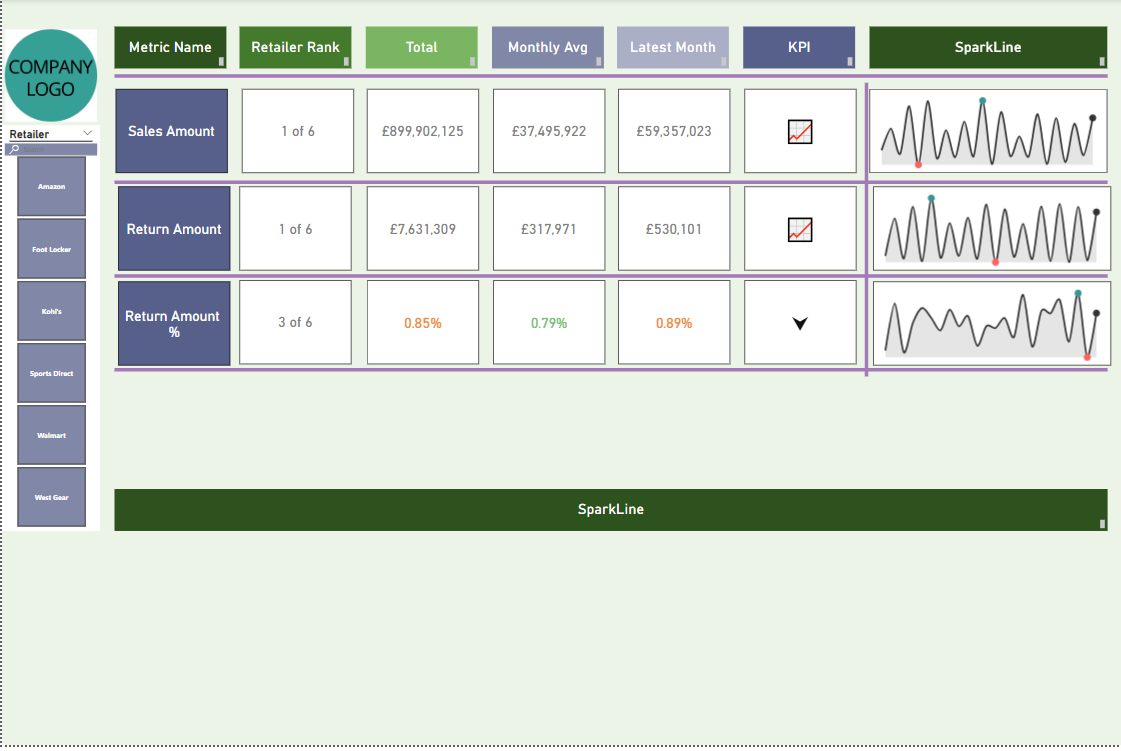 COMPANY
LOGO
Retailer
Amazon
Foot Locker
Kohl's
Sports Direct
Walmart
West Gear
Metric Name
Retailer Rank
Total
Monthly Avg
Latest Month
KPI
SparkLine
Sales Amount
1 of 6
£899,902,125
£37,495,922
£59,357,023
Return Amount
1 of 6
£7,631,309
£317,971
£530,101
Return Amount
%
3 of 6
0.85%
0.79%
0.89%
SparkLine